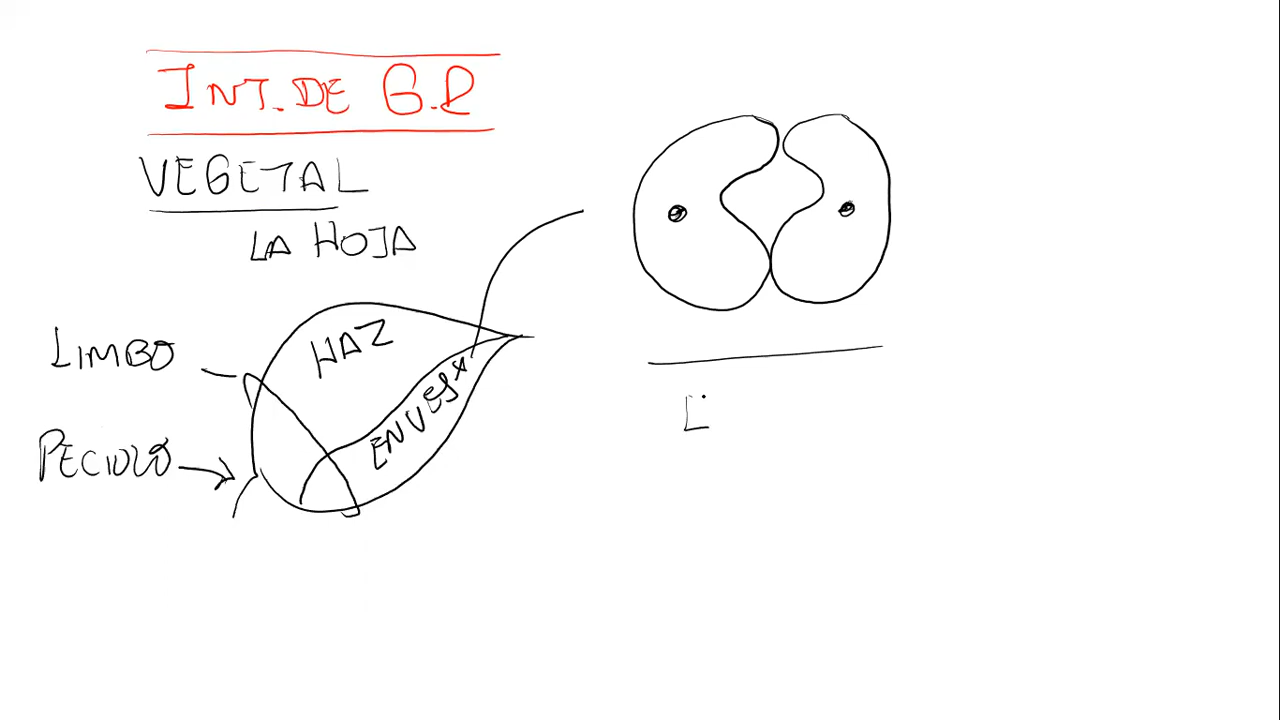 INT. DE G.R
VEGETAL
LA HOJA
LIMBO
HAZ
PECIOLO
ENVES*
E